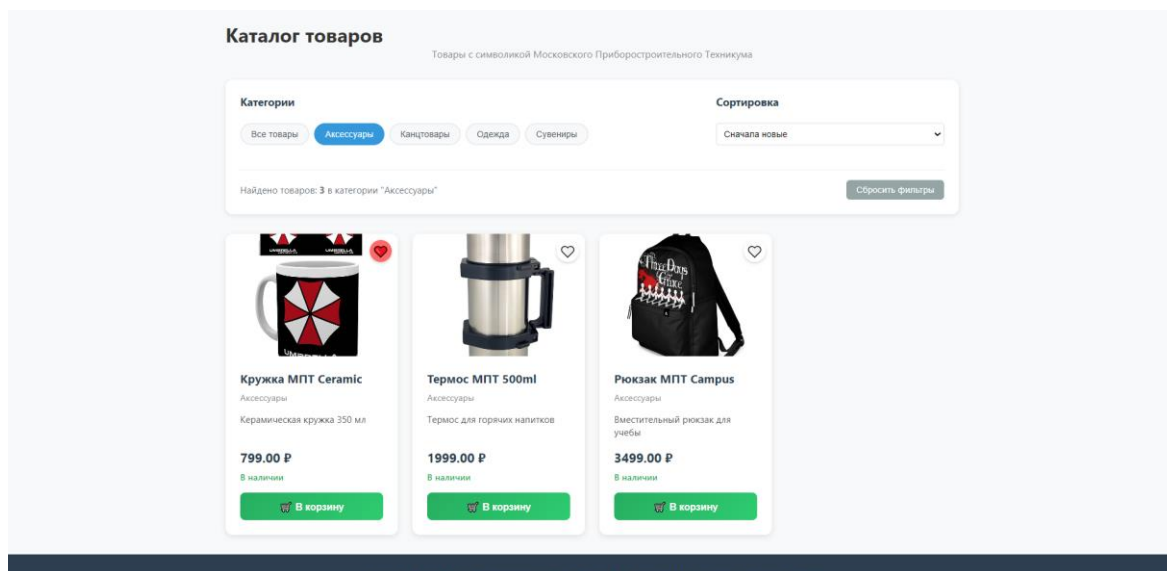 Каталог товаров
Товары с символикой Московского Приборостроительного Техникума
Категории
Сортировка
Все товары Аксессуары Канцтовары Одежда Сувениры
Сначала новые
Найдено товаров: 3 в категории "Аксессуары"
Сбросить фильтры
Three Days Grace
Кружка МПТ Ceramic
Аксессуары
Керамическая кружка 350 мл
799.00 ₽
В наличии
В корзину
Термос МПТ 500ml
Аксессуары
Термос для горячих напитков
1999.00 ₽
В наличии
В корзину
Рюкзак МПТ Campus
Аксессуары
Вместительный рюкзак для
учебы
3499.00 ₽
В наличии
В корзину